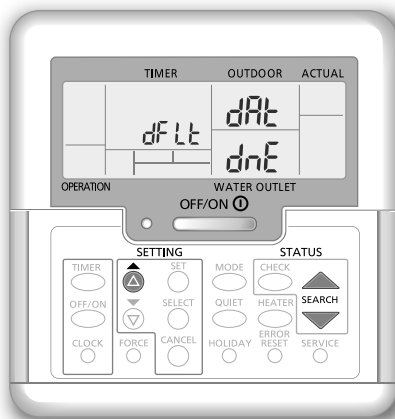 TIMER OUTDOOR ACTUAL
dAt
dFLt
dnE
OPERATION WATER OUTLET
OFF/ON
SETTING STATUS
TIMER SET MODE CHECK
SEARCH
OFF/ON SELECT QUIET HEATER
CLOCK FORCE CANCEL HOLIDAY ERROR RESET SERVICE